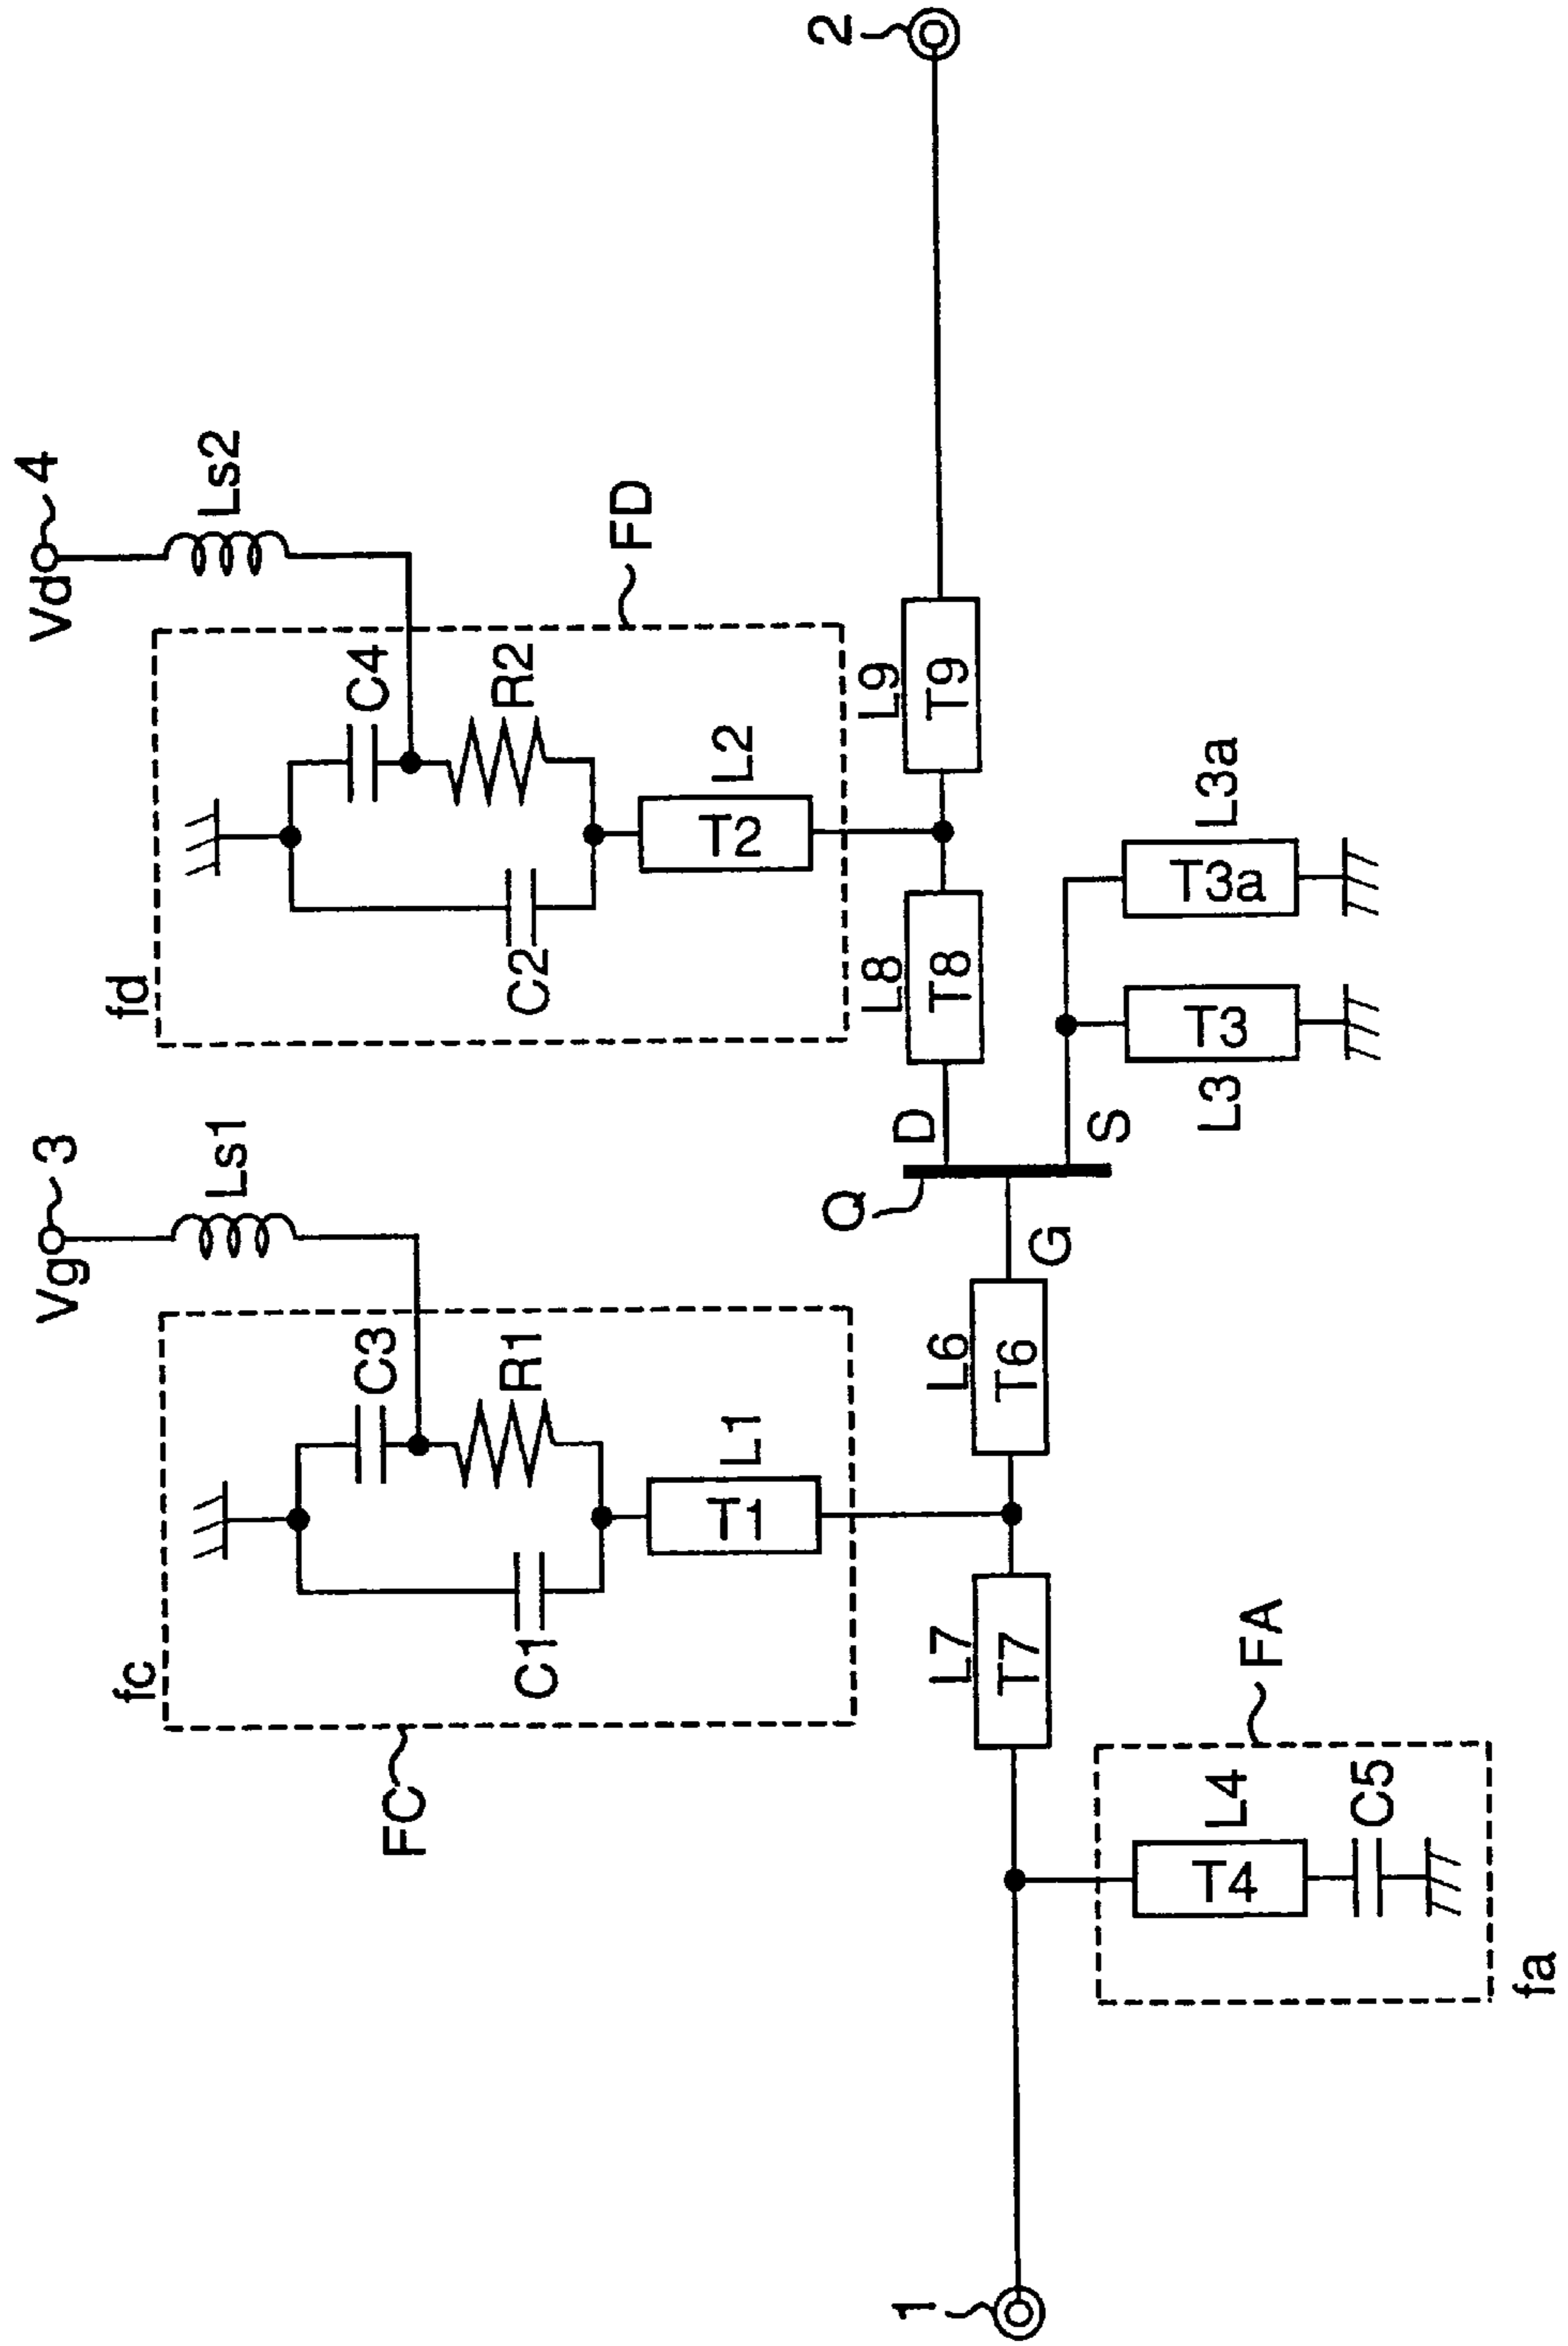 Vg
3
Vd
4
Ls1
Ls2
fc
fd
C3
C4
FC
R1
R2
FD
C1
C2
L1
L2
T1
T2
1
2
Q
D
L8
L9
L7
L6
T7
T6
T8
T9
G
S
FA
L4
T4
L3
L3a
T3
T3a
C5
fa